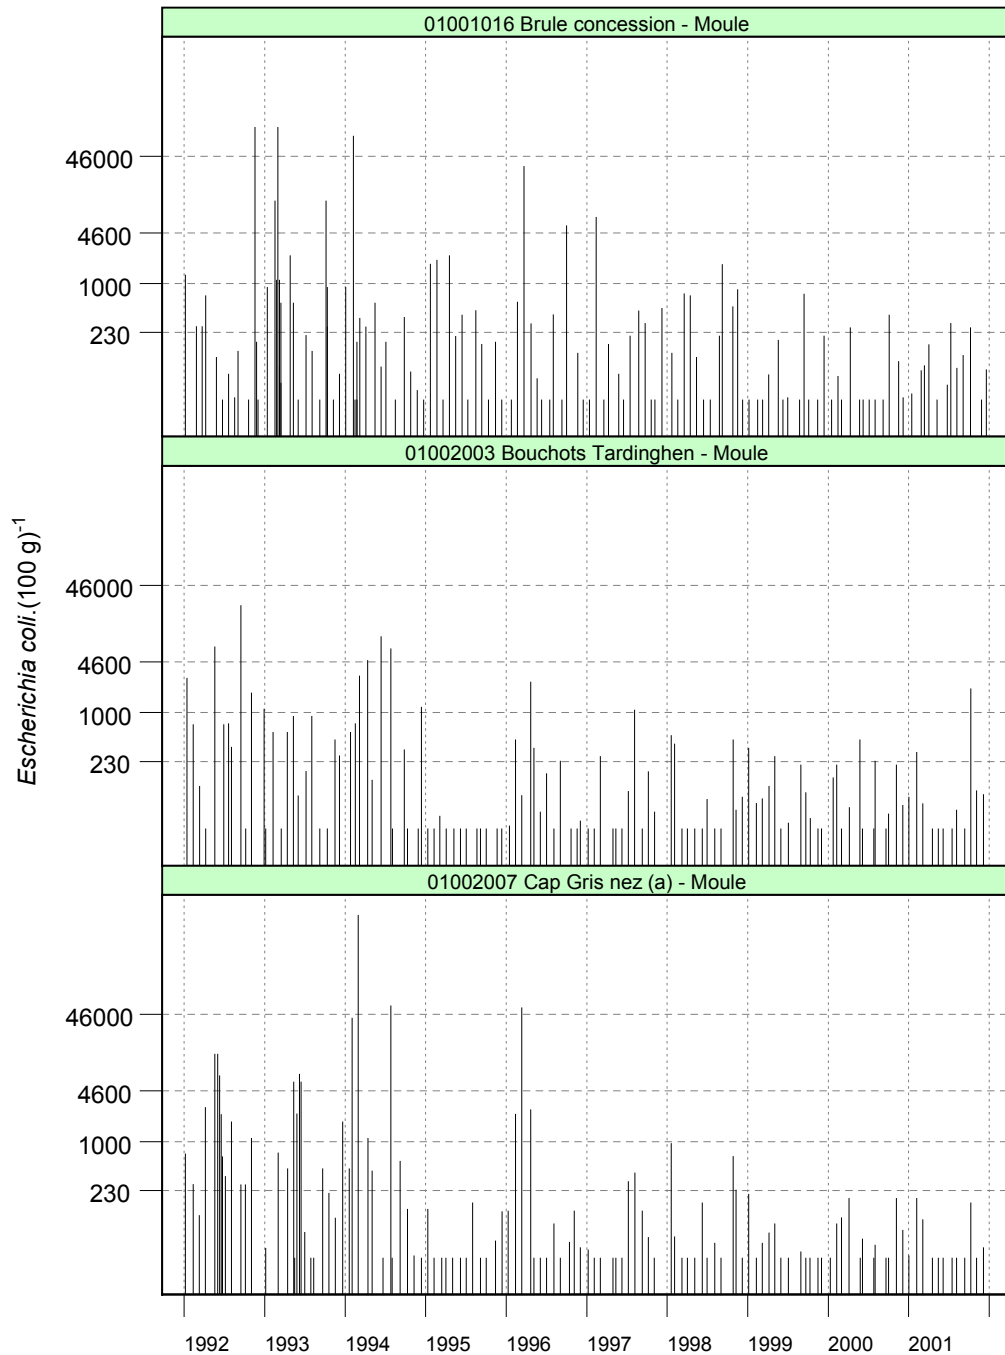 01001016 Brule concession - Moule
46000
4600
1000
230
01002003 Bouchots Tardinghen - Moule
46000
4600
1000
230
Escherichia coli.(100 g)-1
01002007 Cap Gris nez (a) - Moule
46000
4600
1000
230
1992 1993 1994 1995 1996 1997 1998 1999 2000 2001